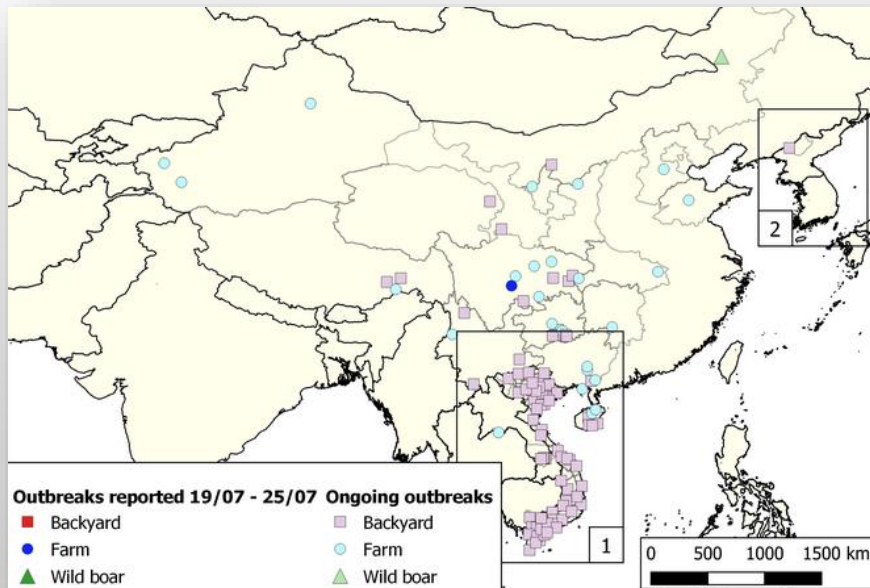 2
1
Outbreaks reported 19/07 - 25/07 Ongoing outbreaks
Backyard Backyard
Farm Farm
Wild boar Wild boar
0 500 1000 1500 km